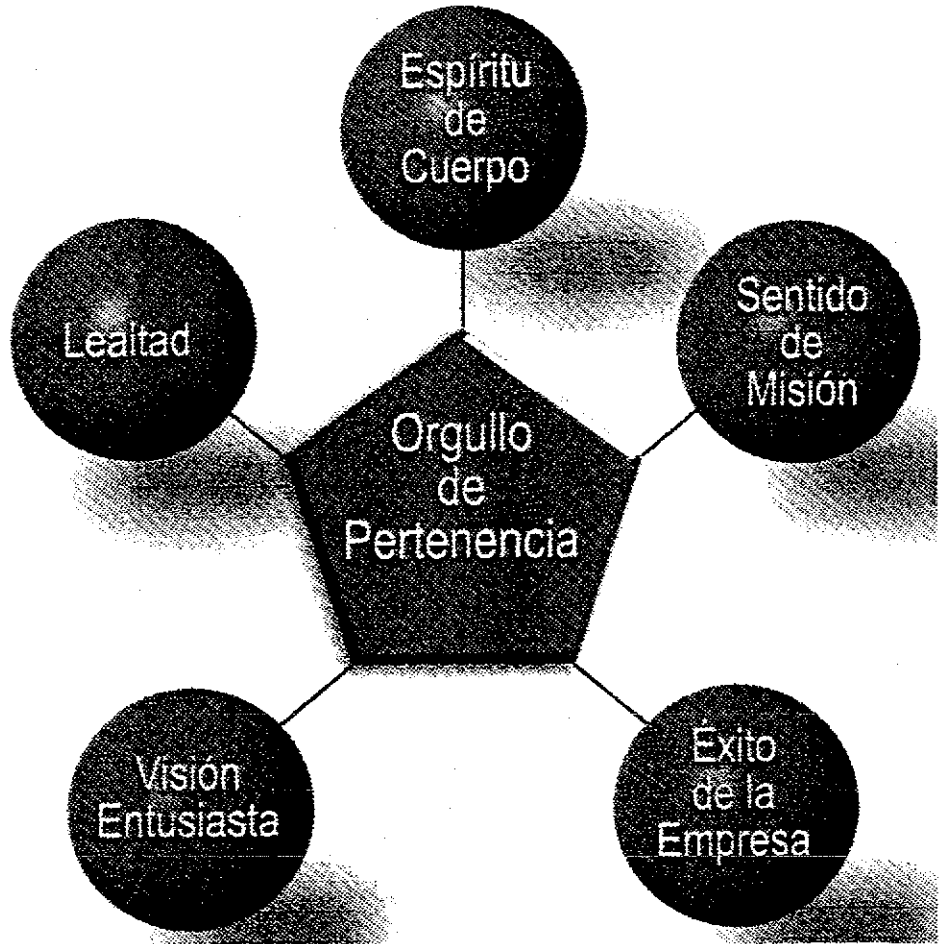 Espíritu
de
Cuerpo
Lealtad
Sentido
de
Misión
Orgullo
de
Pertenencia
Visión
Entusiasta
Éxito
de la
Empresa